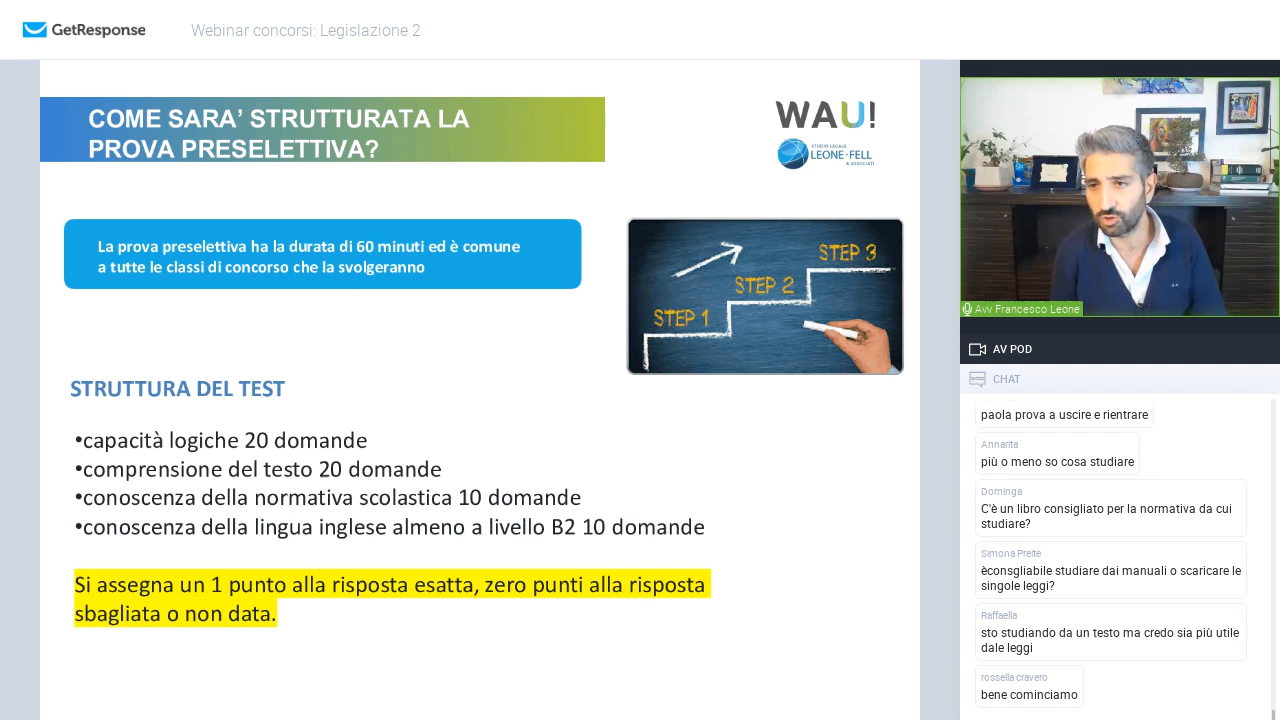 GetResponse
Webinar concorsi: Legislazione 2
COME SARA' STRUTTURATA LA
PROVA PRESELETTIVA?
WAU!
STUDIO LEGALE
LEONE-FELL
& ASSOCIATI
La prova preselettiva ha la durata di 60 minuti ed è comune
a tutte le classi di concorso che la svolgeranno
STEP 1
STEP 2
STEP 3
STRUTTURA DEL TEST
•capacità logiche 20 domande
•comprensione del testo 20 domande
•conoscenza della normativa scolastica 10 domande
•conoscenza della lingua inglese almeno a livello B2 10 domande
Si assegna un 1 punto alla risposta esatta, zero punti alla risposta
sbagliata o non data.
Avv Francesco Leone
AV POD
CHAT
paola prova a uscire e rientrare
Annarita
più o meno so cosa studiare
Dominga
C'è un libro consigliato per la normativa da cui
studiare?
Simona Preite
èconsgliabile studiare dai manuali o scaricare le
singole leggi?
Raffaella
sto studiando da un testo ma credo sia più utile
dale leggi
rossella cravero
bene cominciamo